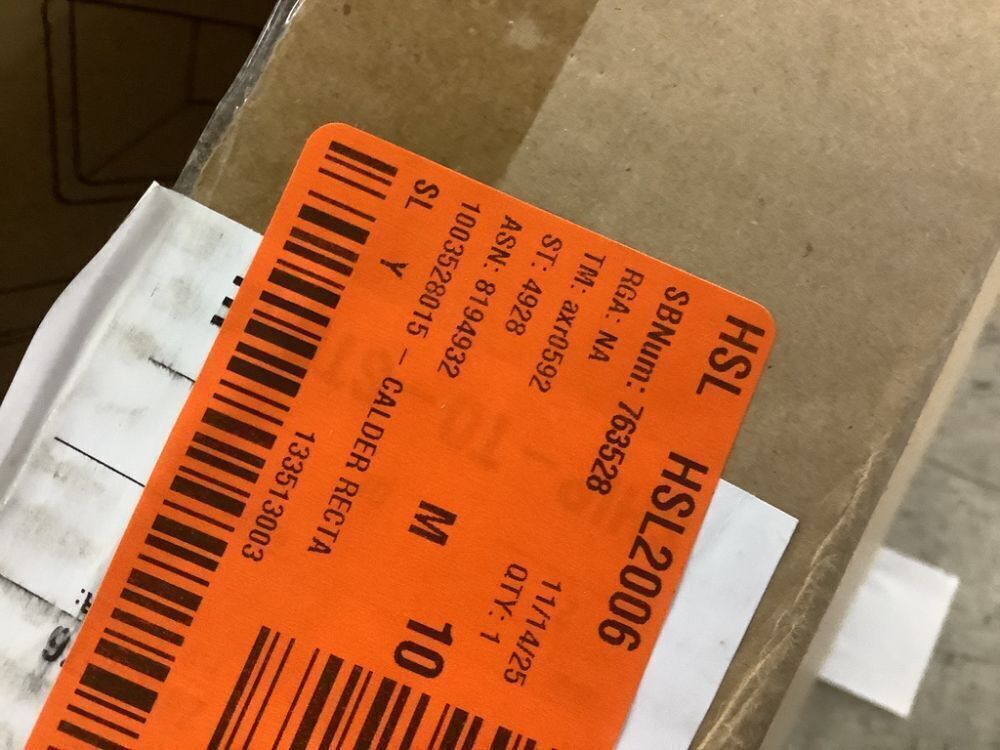 HSL HSL2006
SBNum: 763528
RGA: NA
TM: axr0592
ST: 4928 11/14/25
ASN: 8194932 QTY: 1
1003528015 - CALDER RECTA
SL Y M 10
133513003